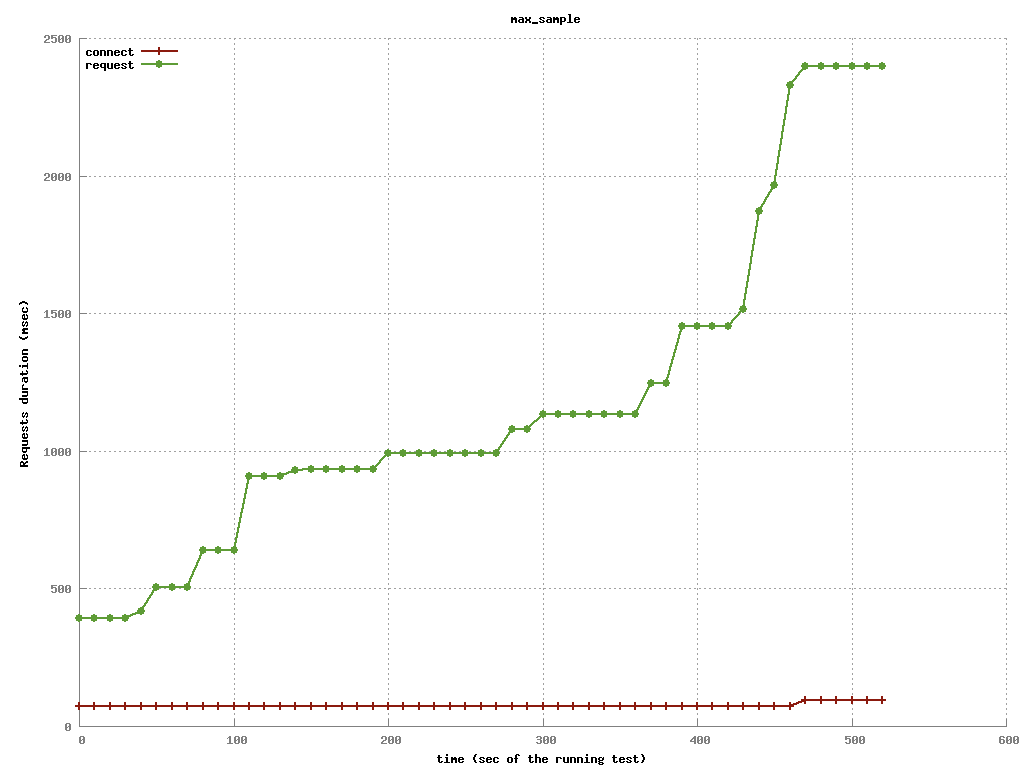 max_sample
2500
connect
request
2000
1500
1000
500
0
Requests duration (msec)
0 100 200 300 400 500 600
time (sec of the running test)